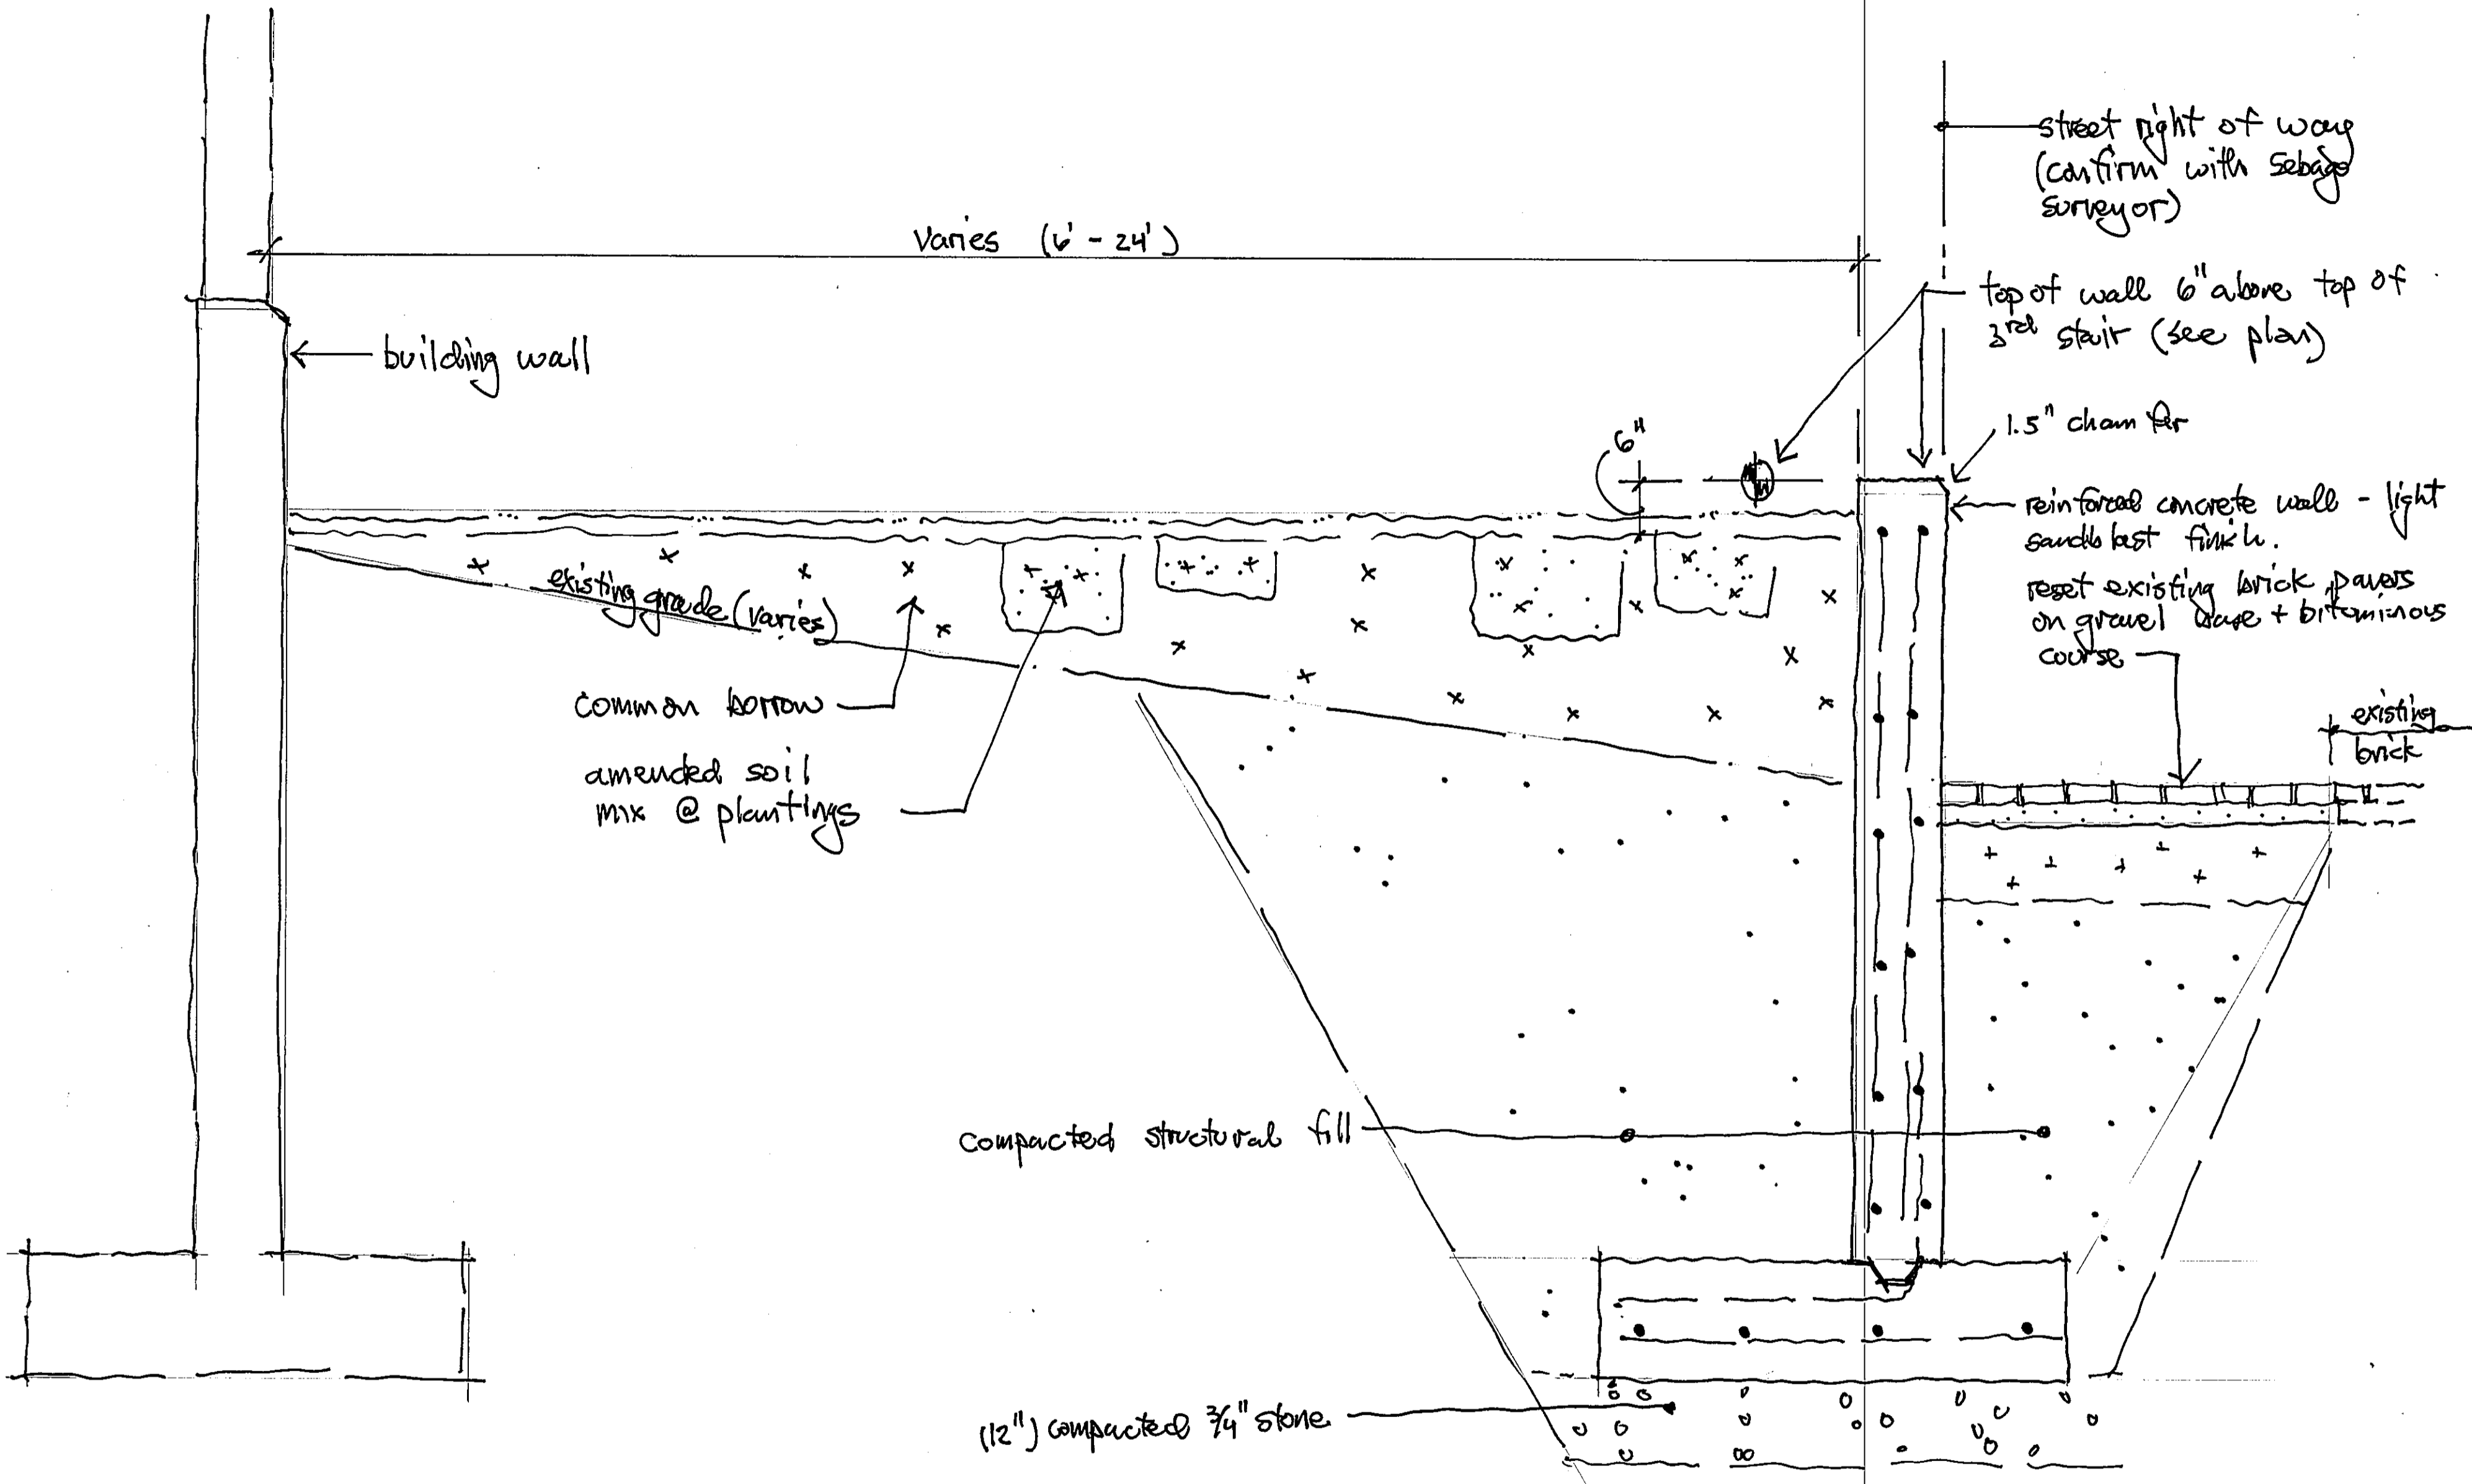 street right of way
(confirm with Sebago
surveyor)
Varies (6' - 24')
top of wall 6" above top of
3rd stair (see plan)
building wall
1.5" chamfer
6"
reinforced concrete wall - light
sandblast finish.
reset existing brick pavers
on gravel base + bituminous
course
existing grade (varies)
common borrow
existing
brick
amended soil
mix @ plantings
compacted structural fill
(12") compacted 3/4" stone